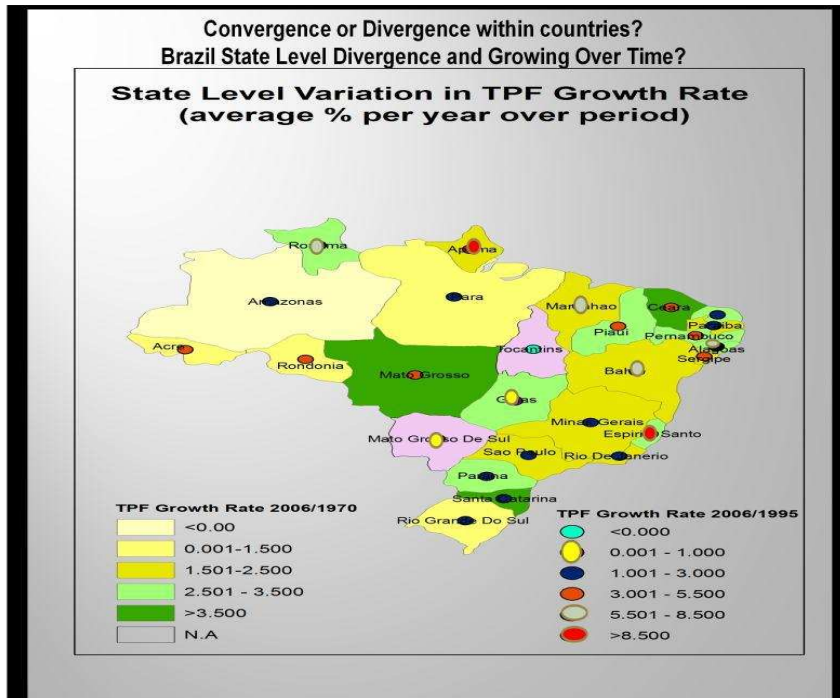 Convergence or Divergence within countries?
Brazil State Level Divergence and Growing Over Time?
State Level Variation in TPF Growth Rate
(average % per year over period)
Amazonas
Para
Ceara
Piaui
Paraiba
Pernambuco
Alagoas
Sergipe
Tocantins
Acre
Rondonia
Mato Grosso
Minas Gerais
Espirito Santo
Mato Grosso De Sul
Sao Paulo
Rio De Janerio
Parana
Santa Catarina
Rio Grande Do Sul
TPF Growth Rate 2006/1970
<0.00
0.001-1.500
1.501-2.500
2.501 - 3.500
>3.500
N.A
TPF Growth Rate 2006/1995
<0.000
0.001 - 1.000
1.001 - 3.000
3.001 - 5.500
5.501 - 8.500
>8.500